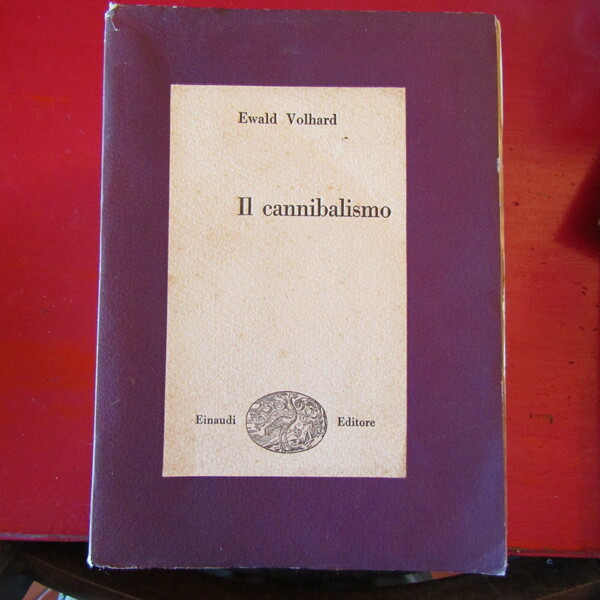 Ewald Volhard
Il cannibalismo
Einaudi Editore